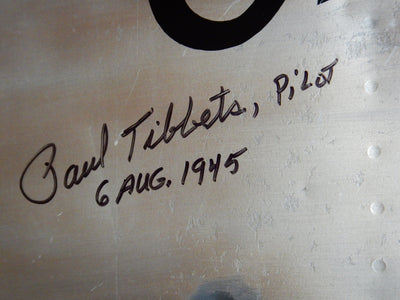 Paul Tibbets, Pilot
6 AUG. 1945